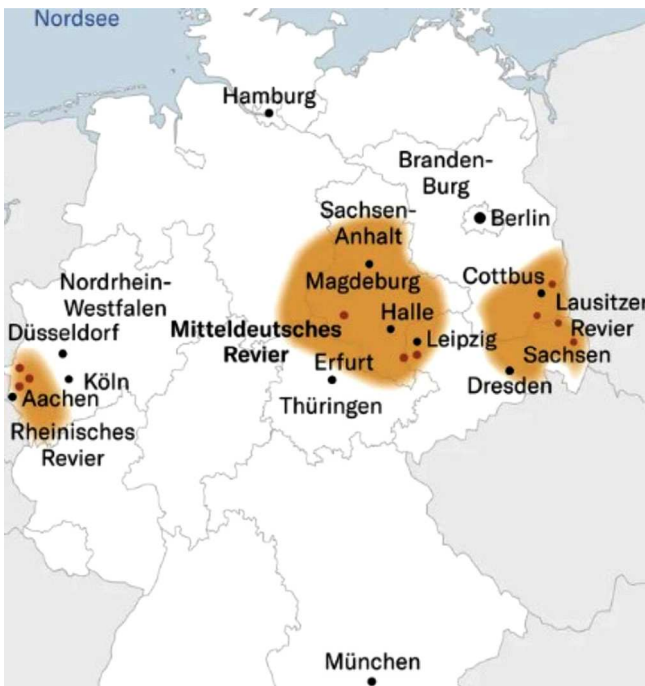 Nordsee
Hamburg
Branden-
Burg
Berlin
Sachsen-
Anhalt
Magdeburg
Cottbus
Nordrhein-
Westfalen
Lausitzer
Revier
Halle
Mitteldeutsches
Revier
Düsseldorf
Leipzig
Sachsen
Erfurt
Köln
Dresden
Aachen
Thüringen
Rheinisches
Revier
München